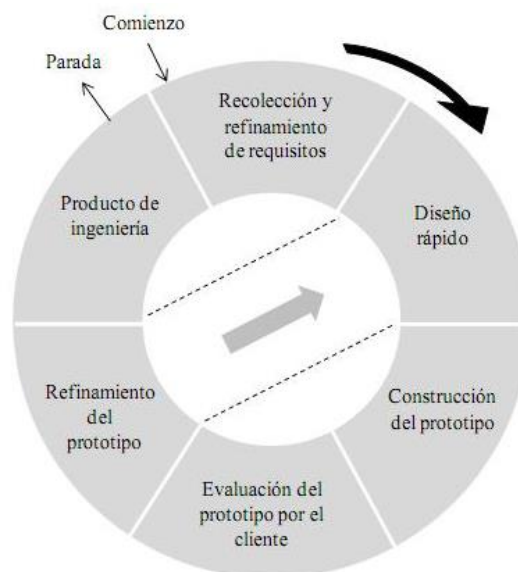 Comienzo
Parada
Recolección y
refinamiento
de requisitos
Diseño
rápido
Construcción
del prototipo
Evaluación del
prototipo por el
cliente
Refinamiento
del
prototipo
Producto de
ingeniería